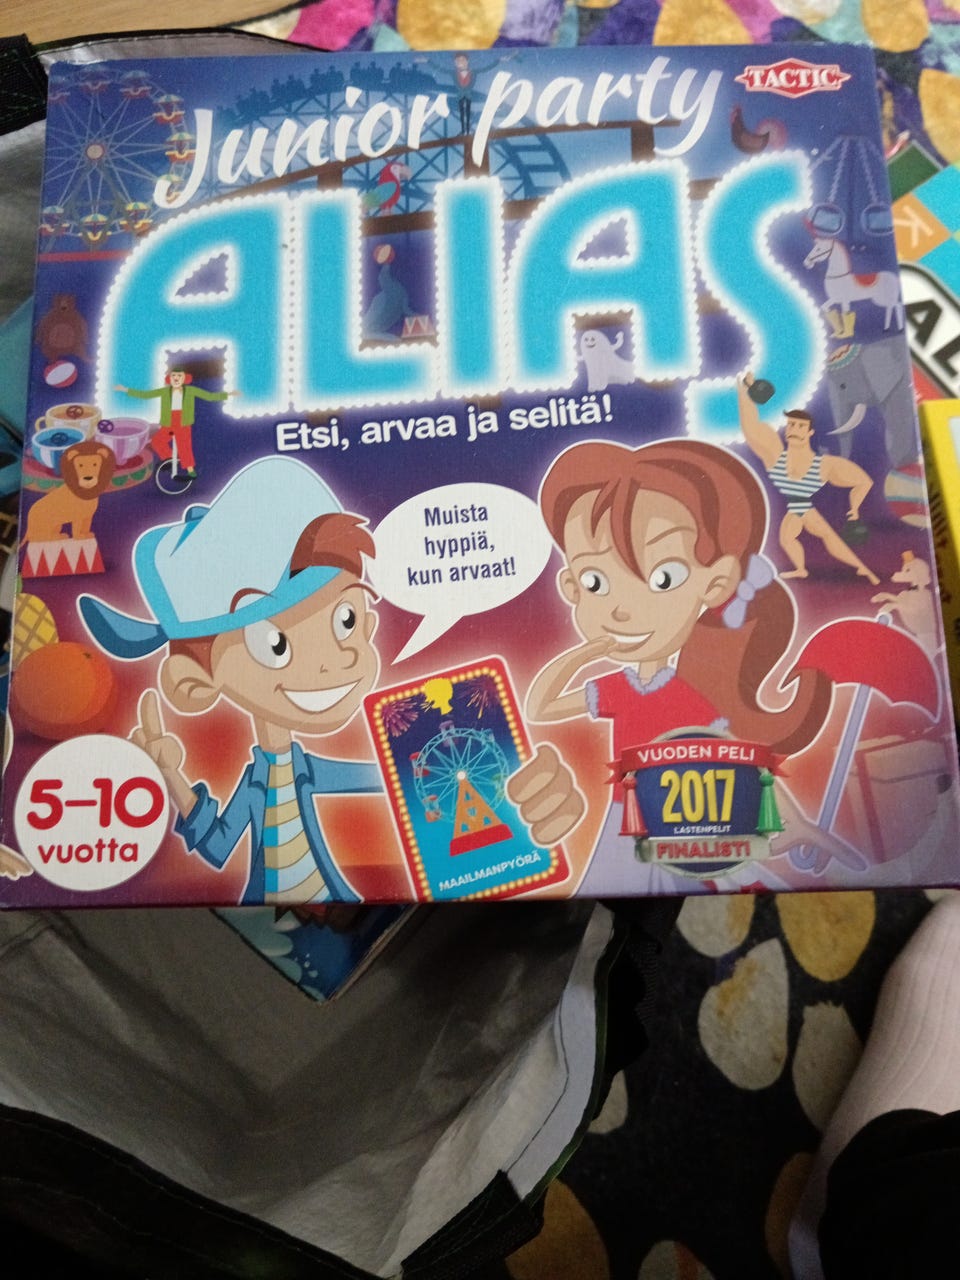 Junior party
TACTIC
ALIAS
Etsi, arvaa ja selitä!
Muista
hyppiä,
kun arvaat!
5–10
vuotta
MAAILMANPYÖRÄ
VUODEN PELI
2017
LASTENPELIT
FINALISTI
K
AL